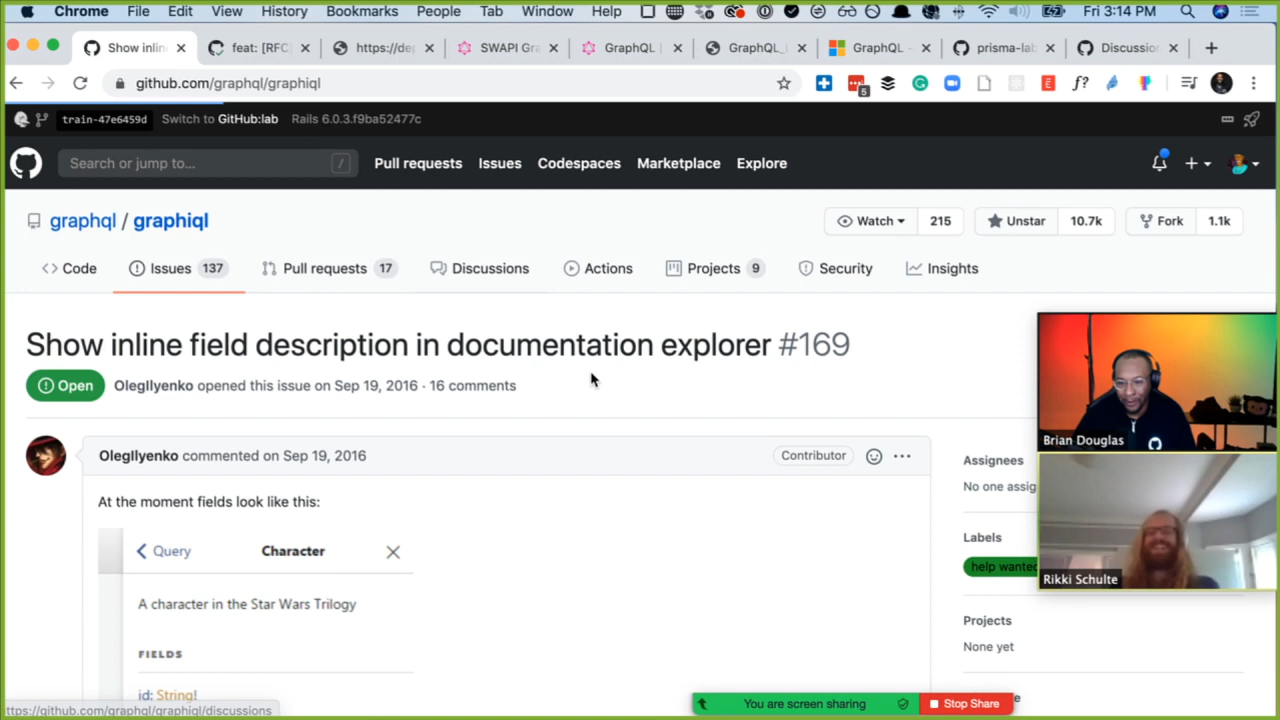 Chrome File Edit View History Bookmarks People Tab Window Help Fri 3:14 PM
Show inlin feat: [RFC] https://de SWAPI Gra GraphQL | GraphQL_ GraphQL - prisma-la Discussion
github.com/graphql/graphiql
5
train-47e6459d Switch to GitHub:lab Rails 6.0.3.f9ba52477c
Search or jump to... / Pull requests Issues Codespaces Marketplace Explore
graphql / graphiql Watch 215 Unstar 10.7k Fork 1.1k
Code Issues 137 Pull requests 17 Discussions Actions Projects 9 Security Insights
Show inline field description in documentation explorer #169
Open OlegIlyenko opened this issue on Sep 19, 2016 · 16 comments
Brian Douglas
OlegIlyenko commented on Sep 19, 2016 Contributor
Assignees
No one assig
At the moment fields look like this:
Query Character
Labels
help wanted
Rikki Schulte
A character in the Star Wars Trilogy
Projects
None yet
FIELDS
id: String!
You are screen sharing Stop Share
ttps://github.com/graphql/graphiql/discussions